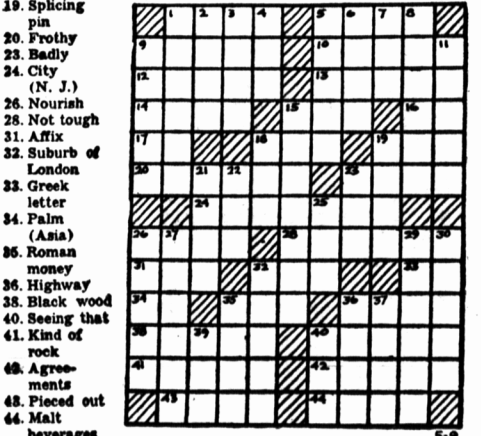 19. Splicing
pin
20. Frothy
23. Badly
24. City
(N. J.)
26. Nourish
28. Not tough
31. Affix
32. Suburb of
London
33. Greek
letter
34. Palm
(Asia)
35. Roman
money
36. Highway
38. Black wood
40. Seeing that
41. Kind of
rock
42. Agree-
ments
43. Pieced out
44. Malt
beverages
1 2 3 4 5 6 7 8
9 10 11
12 13
14 15 16
17 18 19
20 21 22 23
24 25
26 27 28 29 30
31 32 33
34 35 36 37
38 39 40
41 42
43 44
5-9